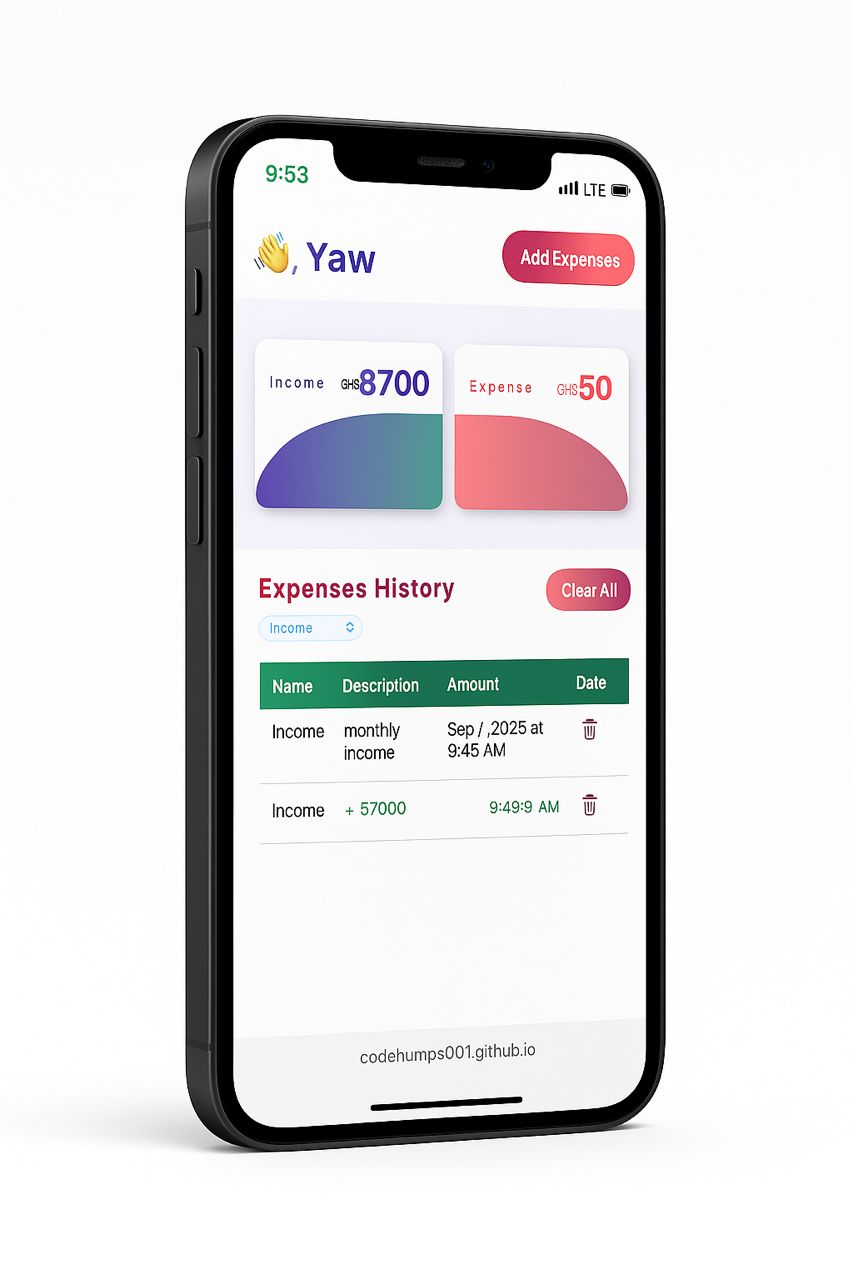 9:53
LTE
👋, Yaw
Add Expenses
Income GHS8700
Expense GHS50
Expenses History
Clear All
Income
Name Description Amount Date
Income monthly income Sep / ,2025 at 9:45 AM
Income + 57000 9:49:9 AM
codehumps001.github.io